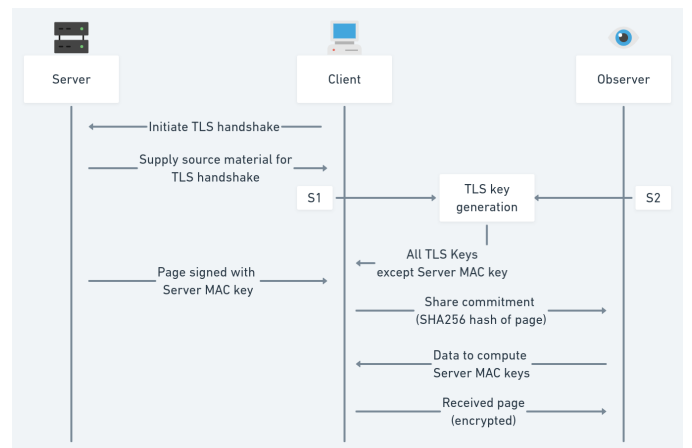 Server
Client
Observer
Initiate TLS handshake
Supply source material for
TLS handshake
S1
TLS key
generation
S2
All TLS Keys
except Server MAC key
Page signed with
Server MAC key
Share commitment
(SHA256 hash of page)
Data to compute
Server MAC keys
Received page
(encrypted)